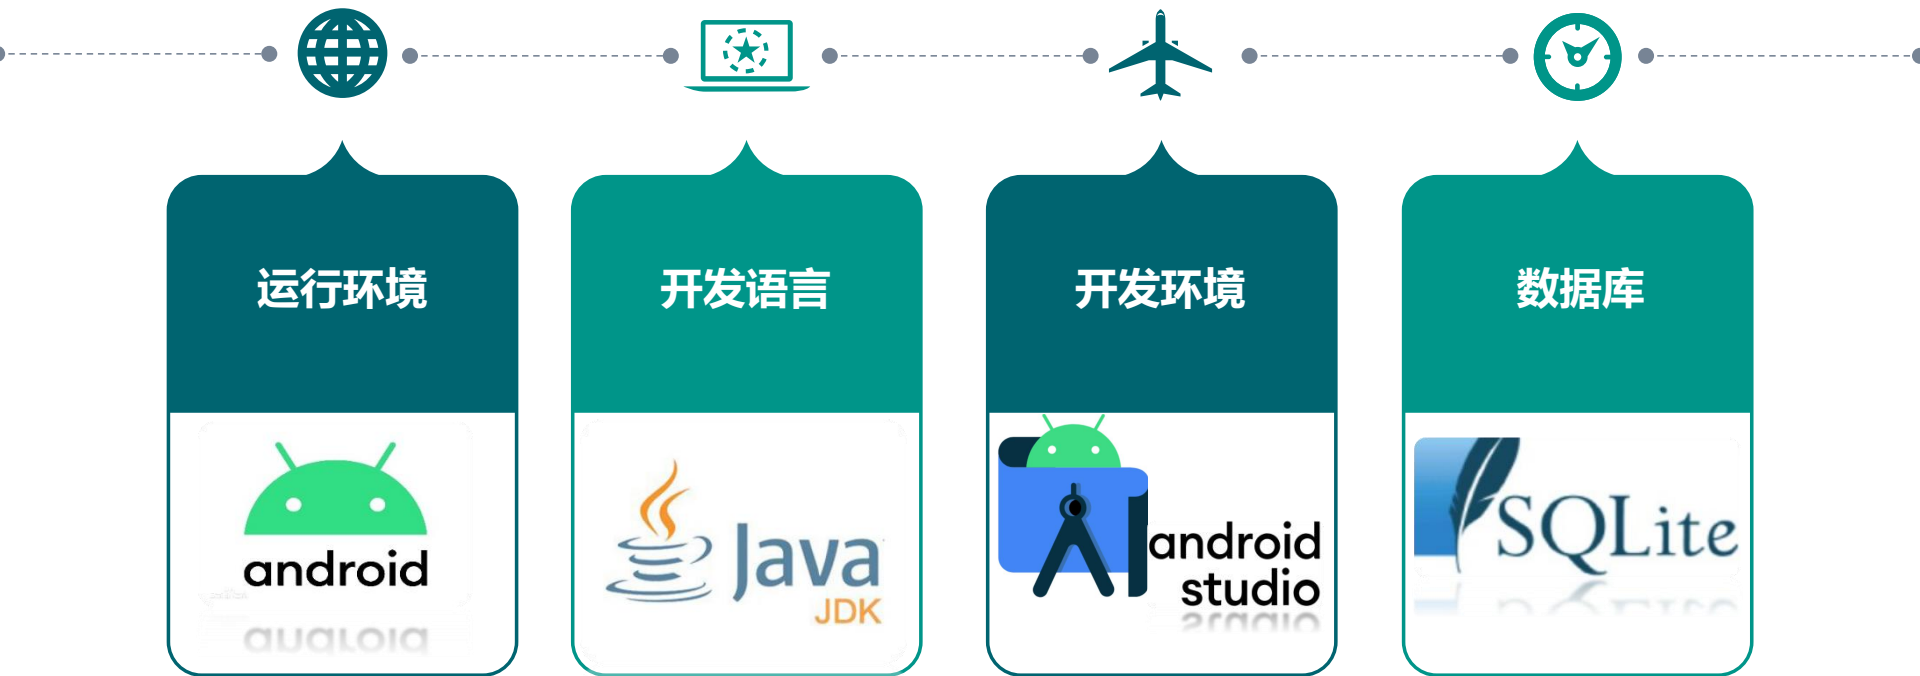 运行环境
开发语言
开发环境
数据库
android
Java
JDK
android
studio
SQLite